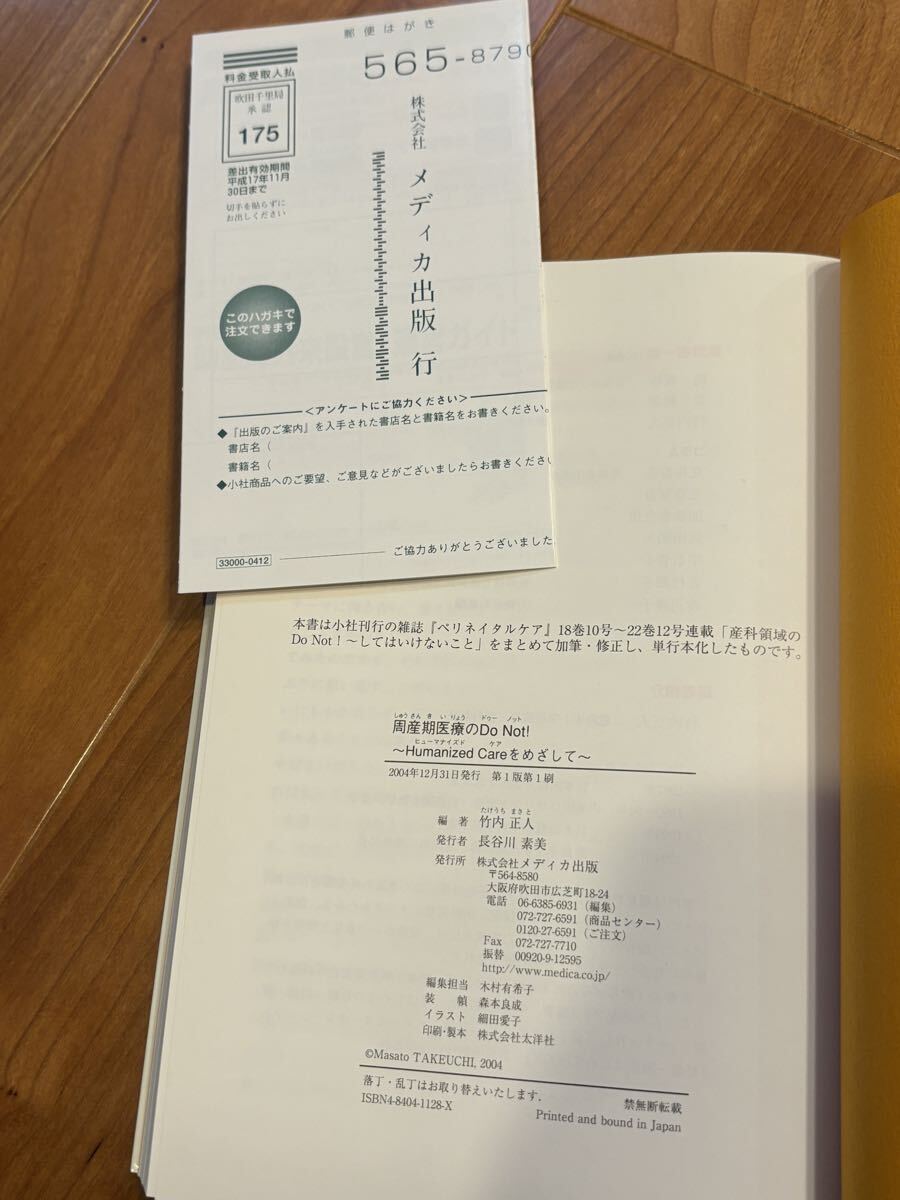 郵便はがき
565-8790
料金受取人払
吹田千里局
承認
175
差出有効期間
平成17年11月
30日まで
切手を貼らずに
お出しください
株式会社 メディカ出版 行
このハガキで
注文できます
＜アンケートにご協力ください＞
◆『出版のご案内』を入手された書店名と書籍名をお書きください。
書店名（
書籍名（
◆小社商品へのご要望、ご意見などがございましたらお書きくださ
ご協力ありがとうございました
33000-0412
本書は小社刊行の雑誌『ペリネイタルケア』18巻10号～22巻12号連載「産科領域の
Do Not！～してはいけないこと」をまとめて加筆・修正し、単行本化したものです。
しゅうさんきいりょう ドゥー ノット
周産期医療のDo Not!
ヒューマナイズド ケア
～Humanized Careをめざして～
2004年12月31日発行 第1版第1刷
たけうち まさと
編 著 竹内 正人
発行者 長谷川 素美
発行所 株式会社メディカ出版
〒564-8580
大阪府吹田市広芝町18-24
電話 06-6385-6931（編集）
072-727-6591（商品センター）
0120-27-6591（ご注文）
Fax 072-727-7710
振替 00920-9-12595
http://www.medica.co.jp/
編集担当 木村有希子
装 幀 森本良成
イラスト 細田愛子
印刷・製本 株式会社太洋社
©Masato TAKEUCHI, 2004
落丁・乱丁はお取り替えいたします.
禁無断転載
ISBN4-8404-1128-X
Printed and bound in Japan